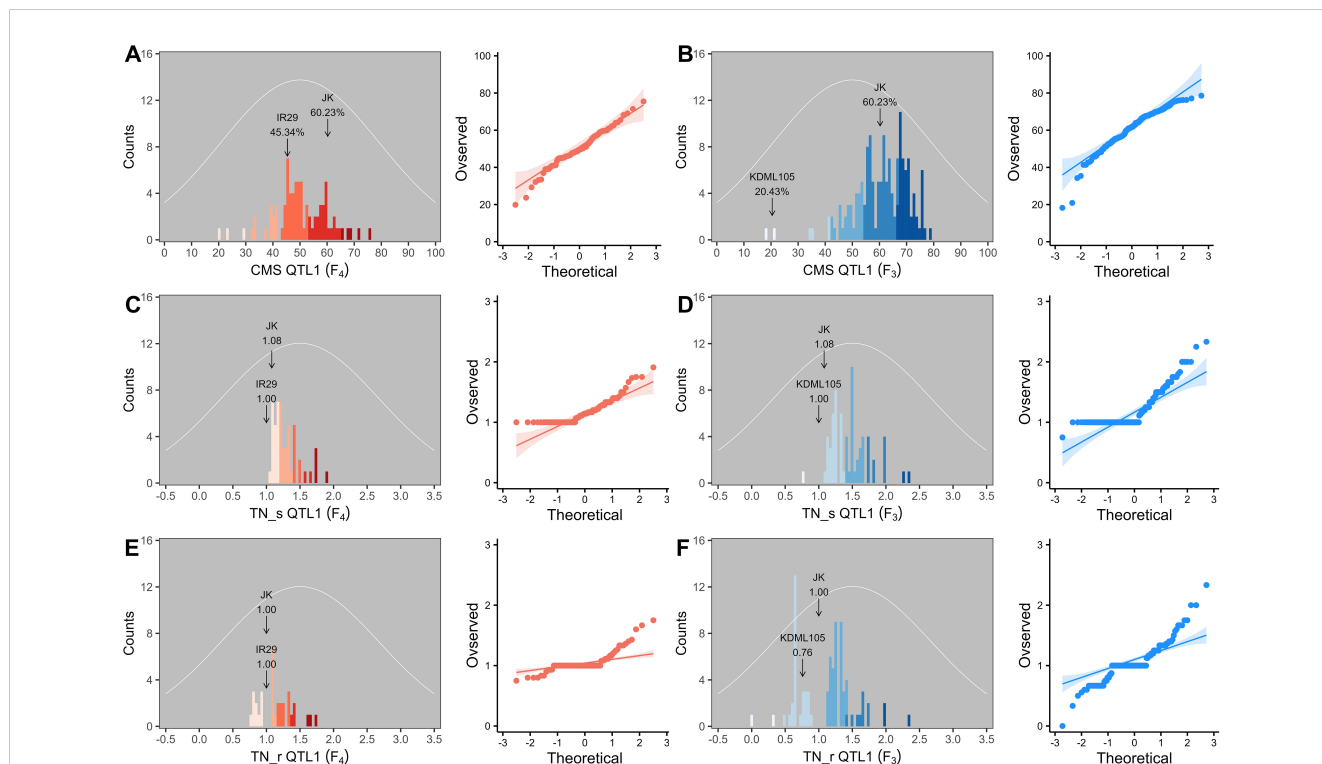 A
16
12
8
4
0
Counts
IR29
45.34%
JK
60.23%
0 10 20 30 40 50 60 70 80 90 100
CMS QTL1 (F4)
100
80
60
40
20
0
Ovserved
-3 -2 -1 0 1 2 3
Theoretical
B
16
12
8
4
0
Counts
JK
60.23%
KDML105
20.43%
0 10 20 30 40 50 60 70 80 90 100
CMS QTL1 (F3)
100
80
60
40
20
0
Ovserved
-3 -2 -1 0 1 2 3
Theoretical
C
16
12
8
4
0
Counts
JK
1.08
IR29
1.00
-0.5 0.0 0.5 1.0 1.5 2.0 2.5 3.0 3.5
TN_s QTL1 (F4)
3
2
1
0
Ovserved
-3 -2 -1 0 1 2 3
Theoretical
D
16
12
8
4
0
Counts
JK
1.08
KDML105
1.00
-0.5 0.0 0.5 1.0 1.5 2.0 2.5 3.0 3.5
TN_s QTL1 (F3)
3
2
1
0
Ovserved
-3 -2 -1 0 1 2 3
Theoretical
E
16
12
8
4
0
Counts
JK
1.00
IR29
1.00
-0.5 0.0 0.5 1.0 1.5 2.0 2.5 3.0 3.5
TN_r QTL1 (F4)
3
2
1
0
Ovserved
-3 -2 -1 0 1 2 3
Theoretical
F
16
12
8
4
0
Counts
JK
1.00
KDML105
0.76
-0.5 0.0 0.5 1.0 1.5 2.0 2.5 3.0 3.5
TN_r QTL1 (F3)
3
2
1
0
Ovserved
-3 -2 -1 0 1 2 3
Theoretical